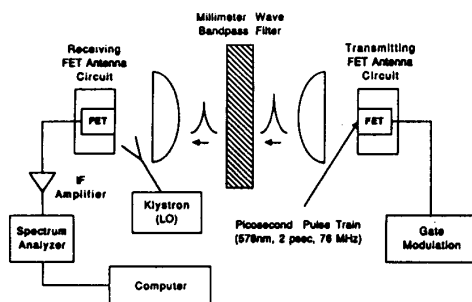 Millimeter Wave
Bandpass Filter
Receiving
FET Antenna
Circuit
Transmitting
FET Antenna
Circuit
FET
FET
IF
Amplifier
Klystron
(LO)
Picosecond Pulse Train
(578nm, 2 psec, 76 MHz)
Spectrum
Analyzer
Gate
Modulation
Computer